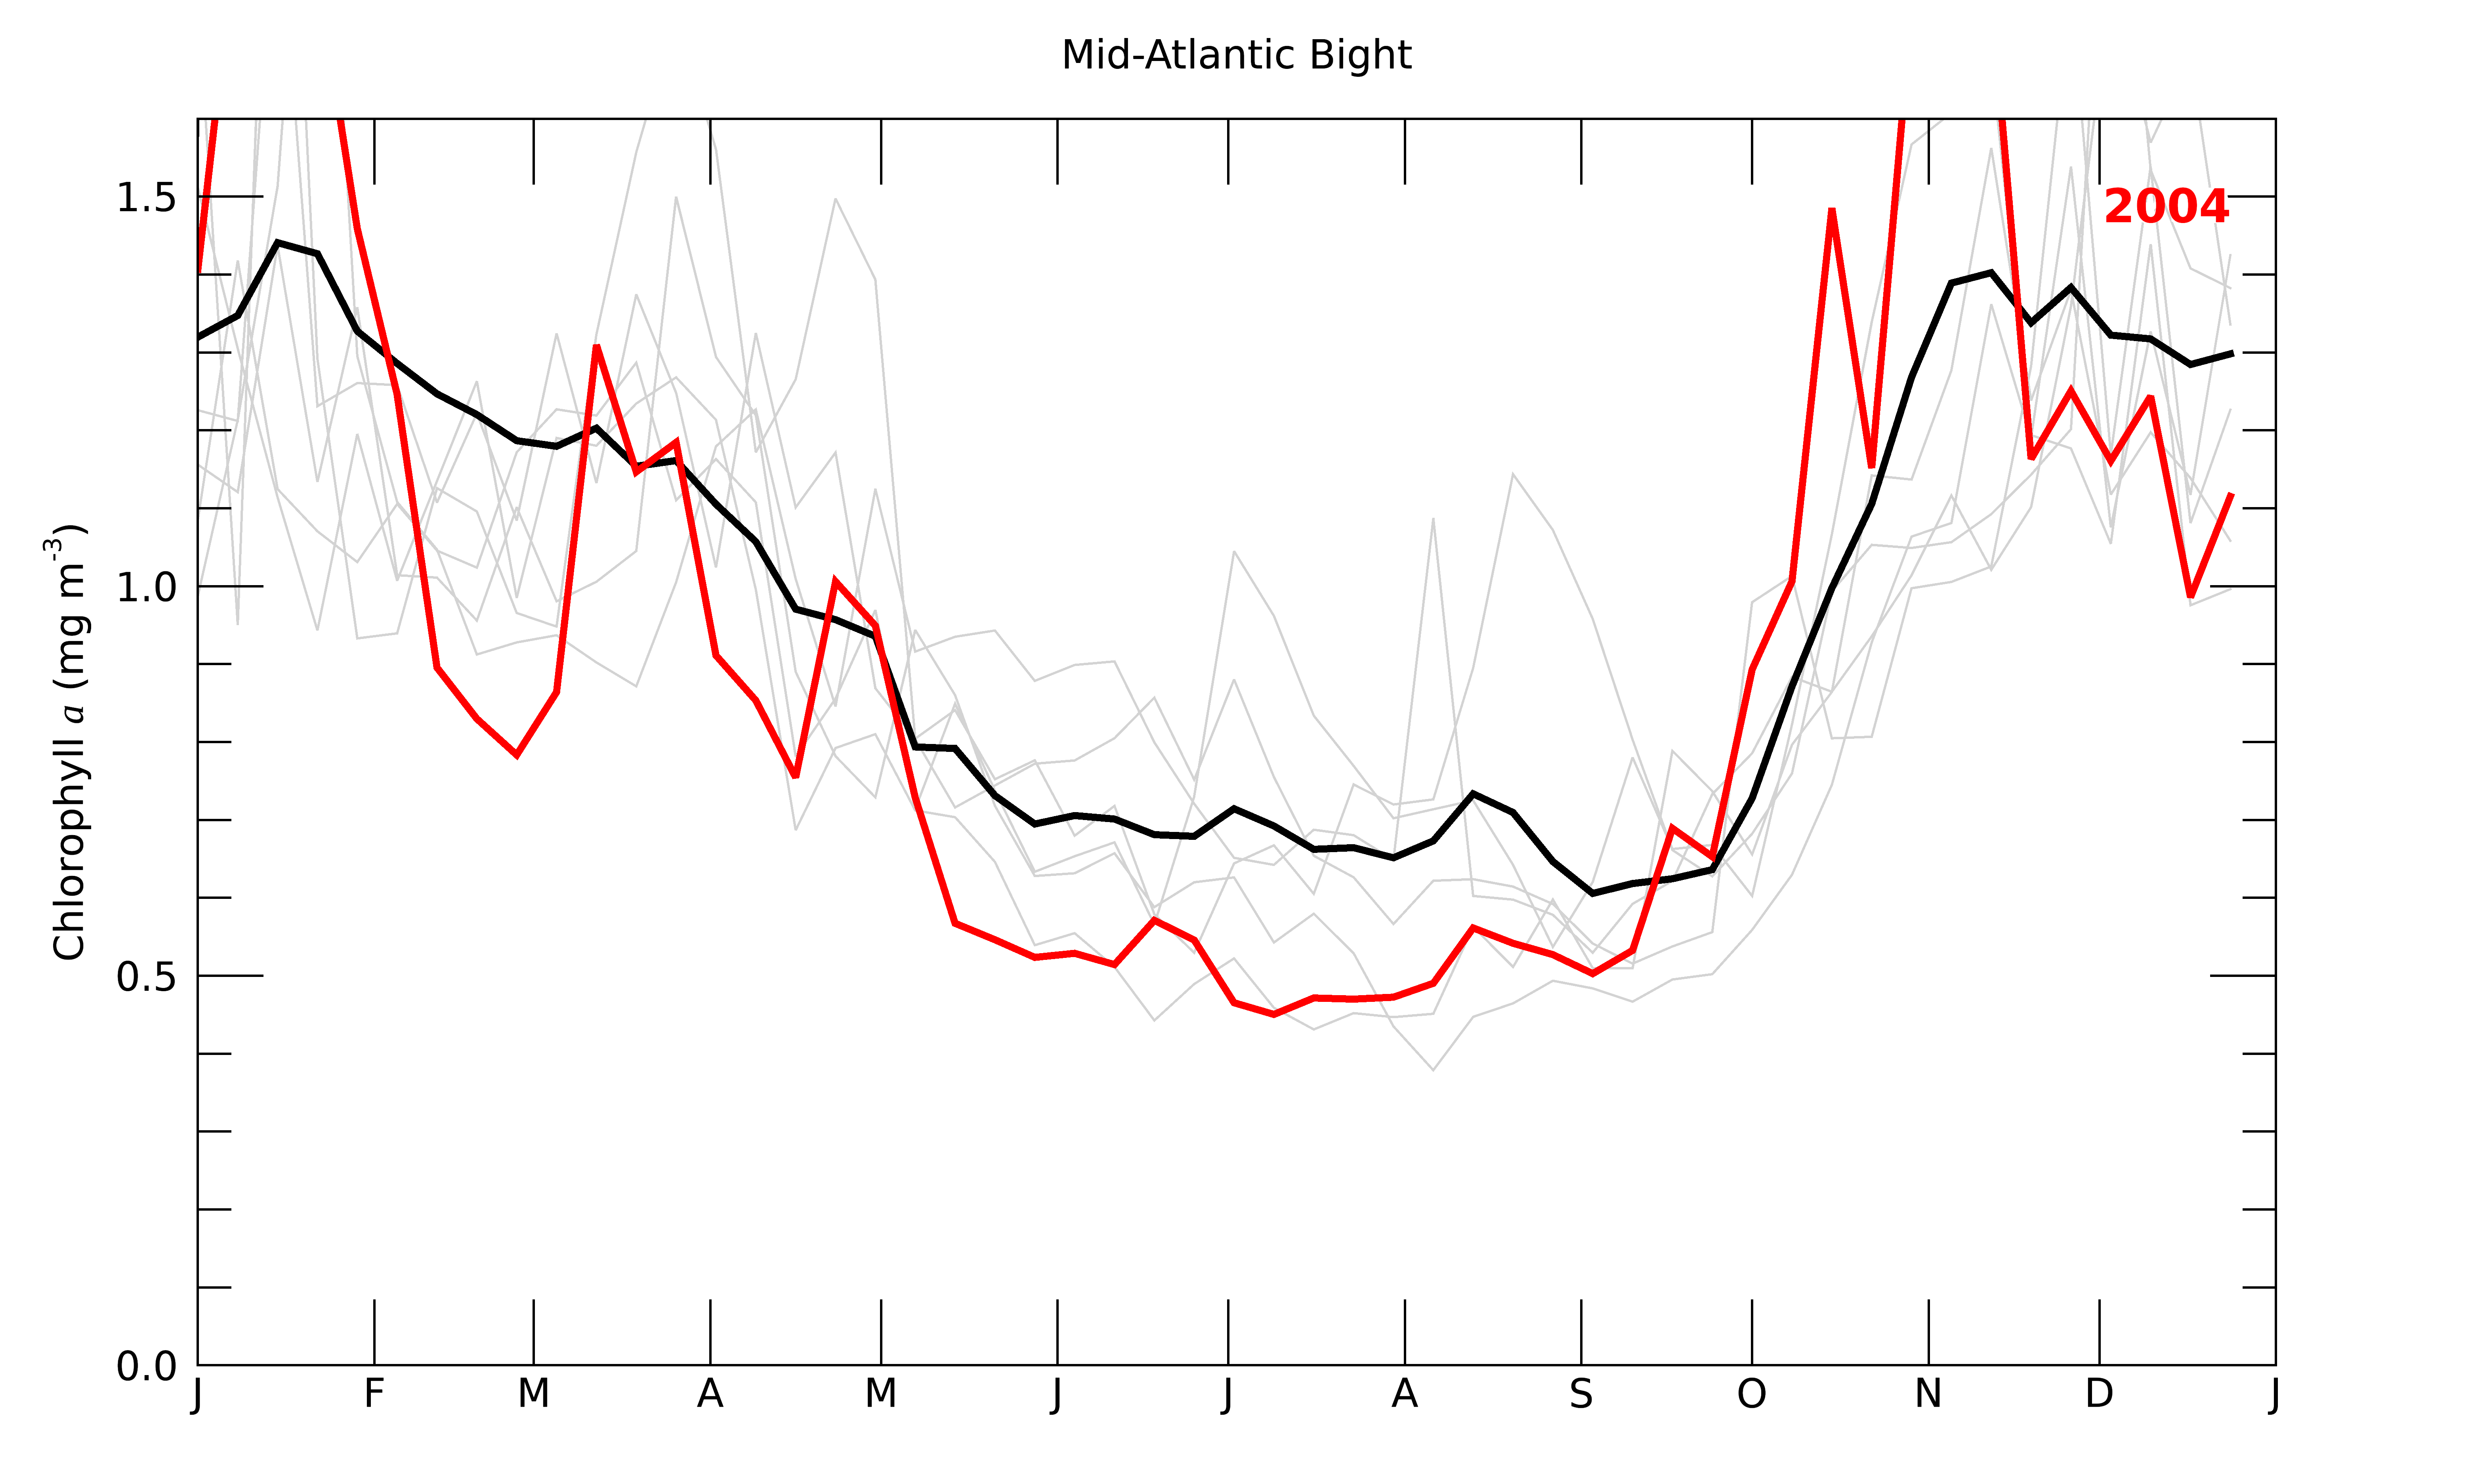 Mid-Atlantic Bight
Chlorophyll a (mg m⁻³)
1.5
1.0
0.5
0.0
2004
J F M A M J J A S O N D J